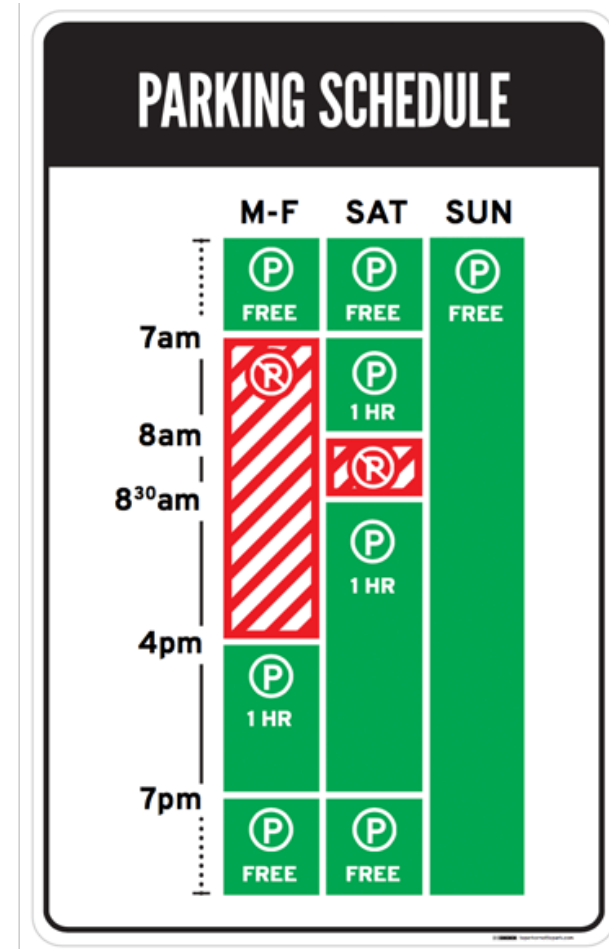 PARKING SCHEDULE
M-F SAT SUN
P P P
FREE FREE FREE
7am
P P
1 HR
8am
P
8³⁰am
P
1 HR
4pm
P
1 HR
7pm
P P
FREE FREE